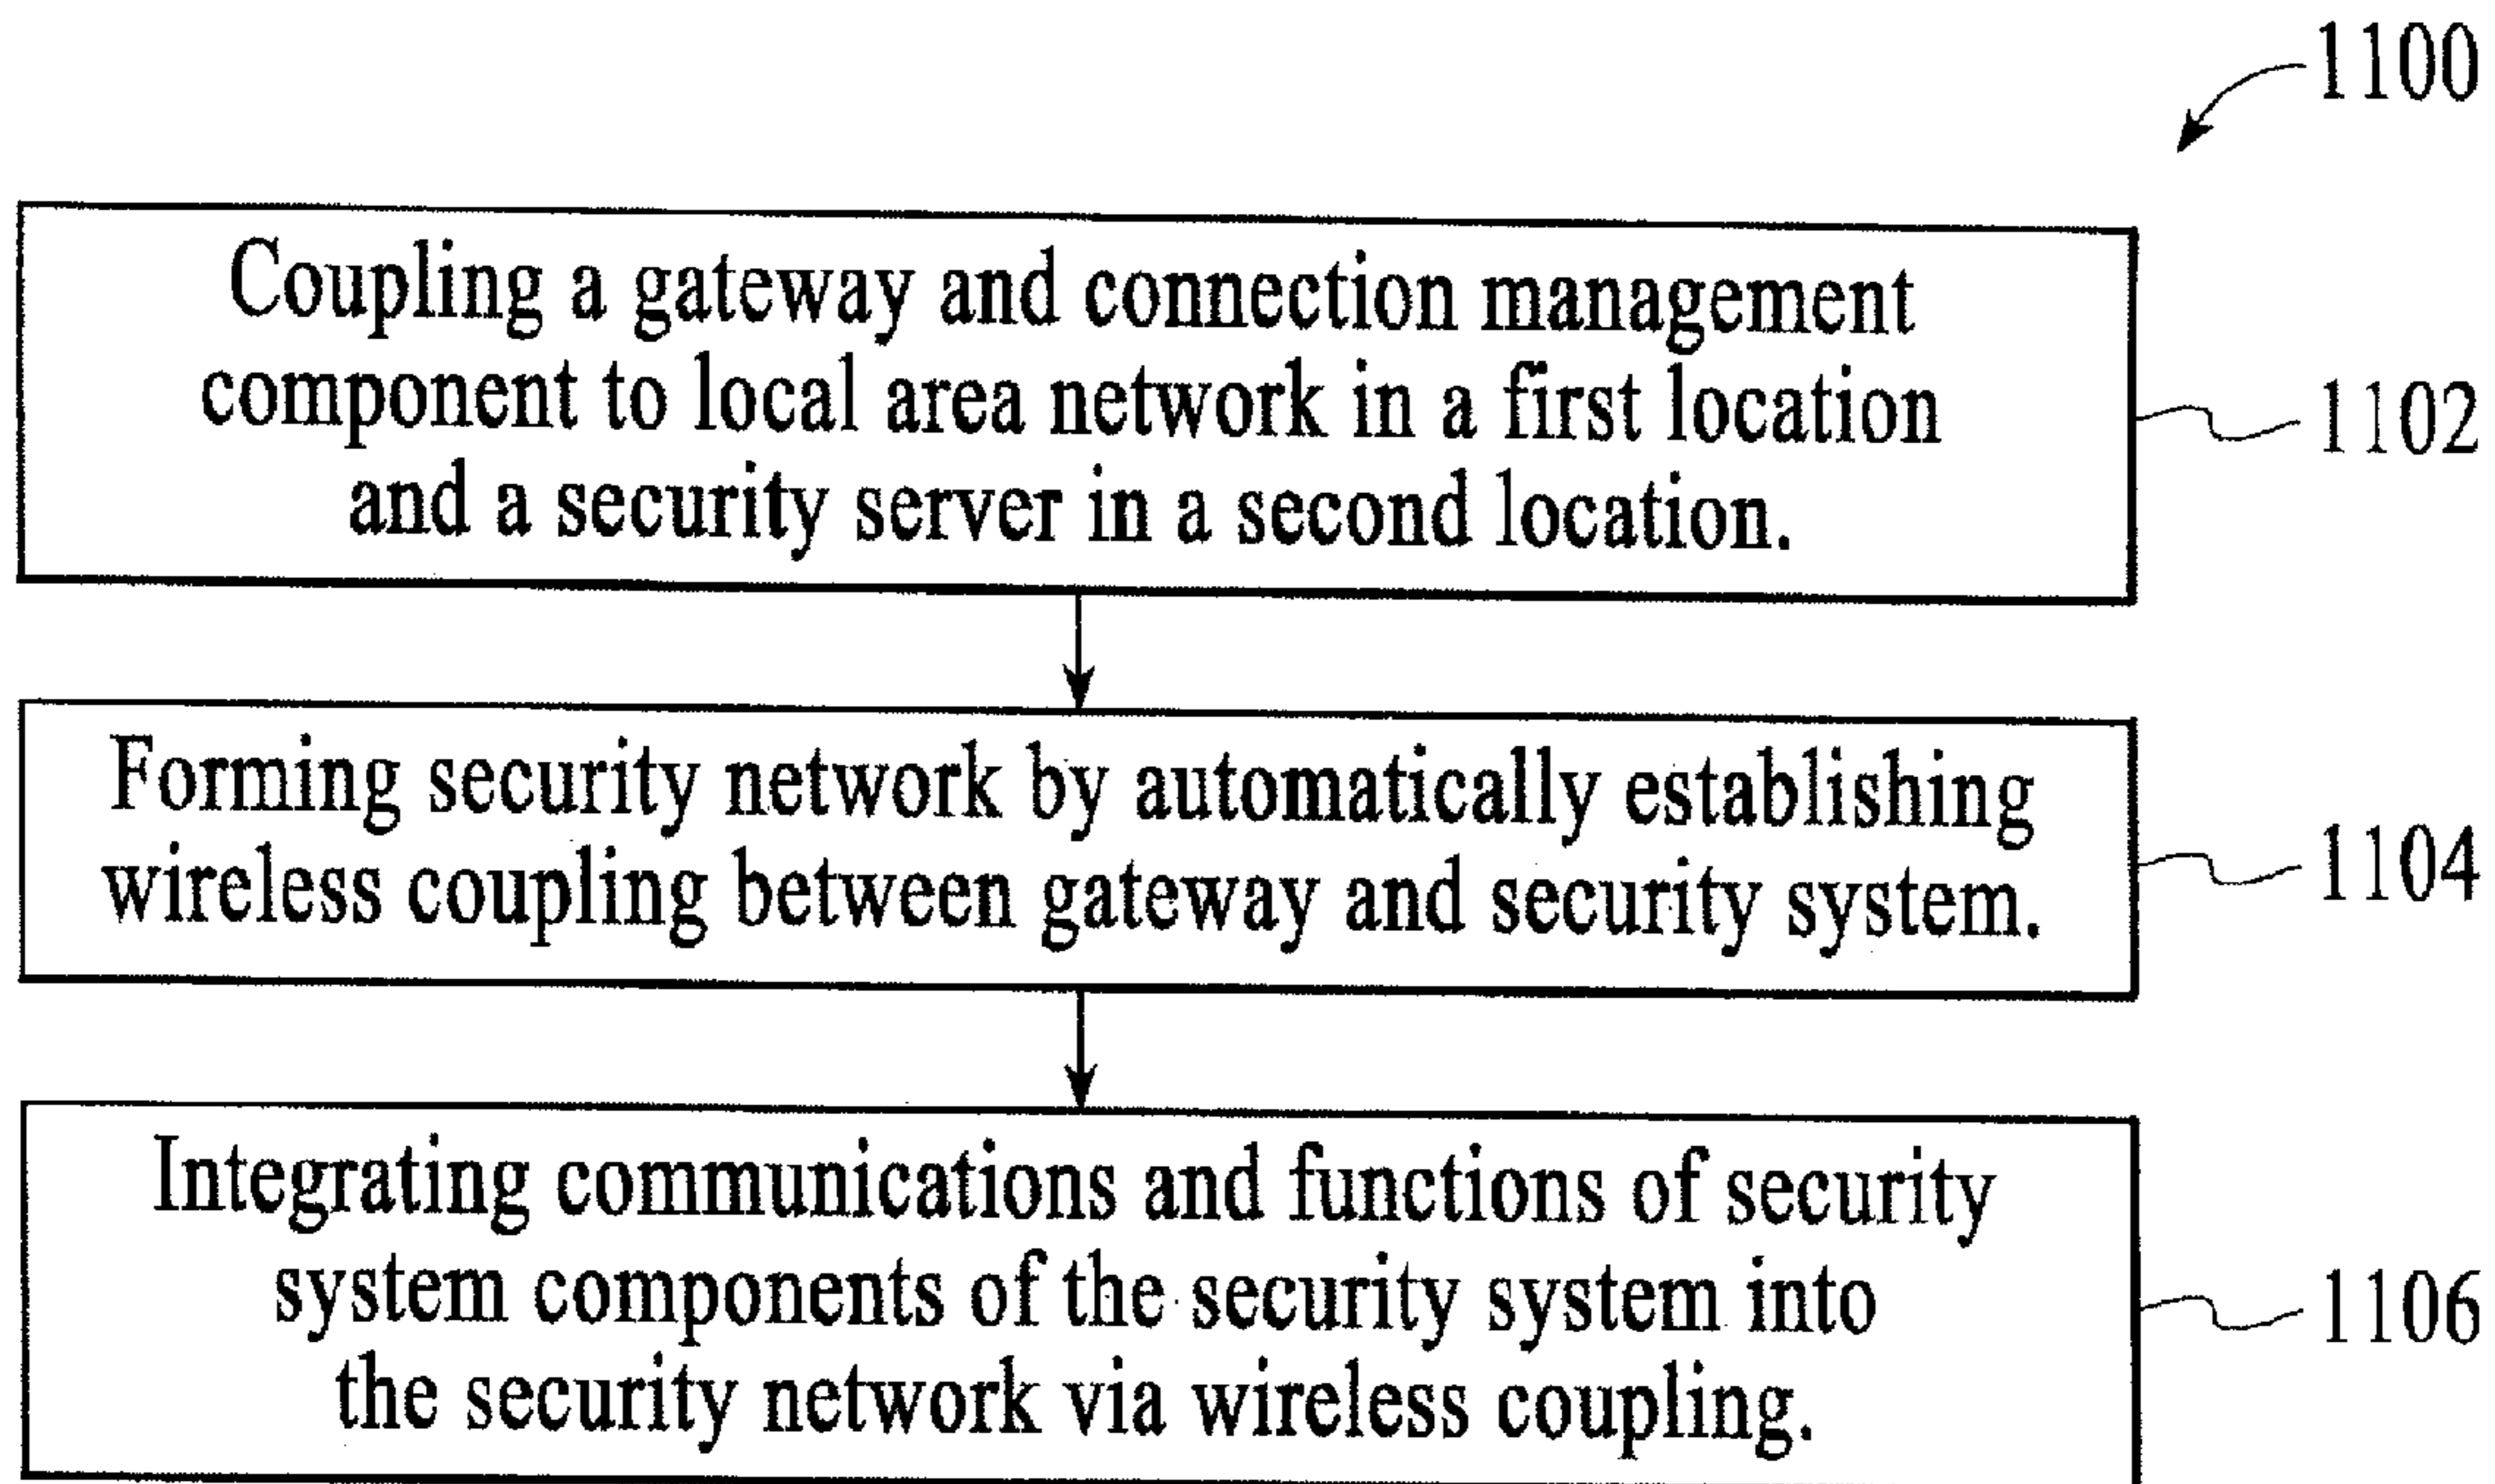 1100
Coupling a gateway and connection management
component to local area network in a first location
and a security server in a second location.
1102
Forming security network by automatically establishing
wireless coupling between gateway and security system.
1104
Integrating communications and functions of security
system components of the security system into
the security network via wireless coupling.
1106